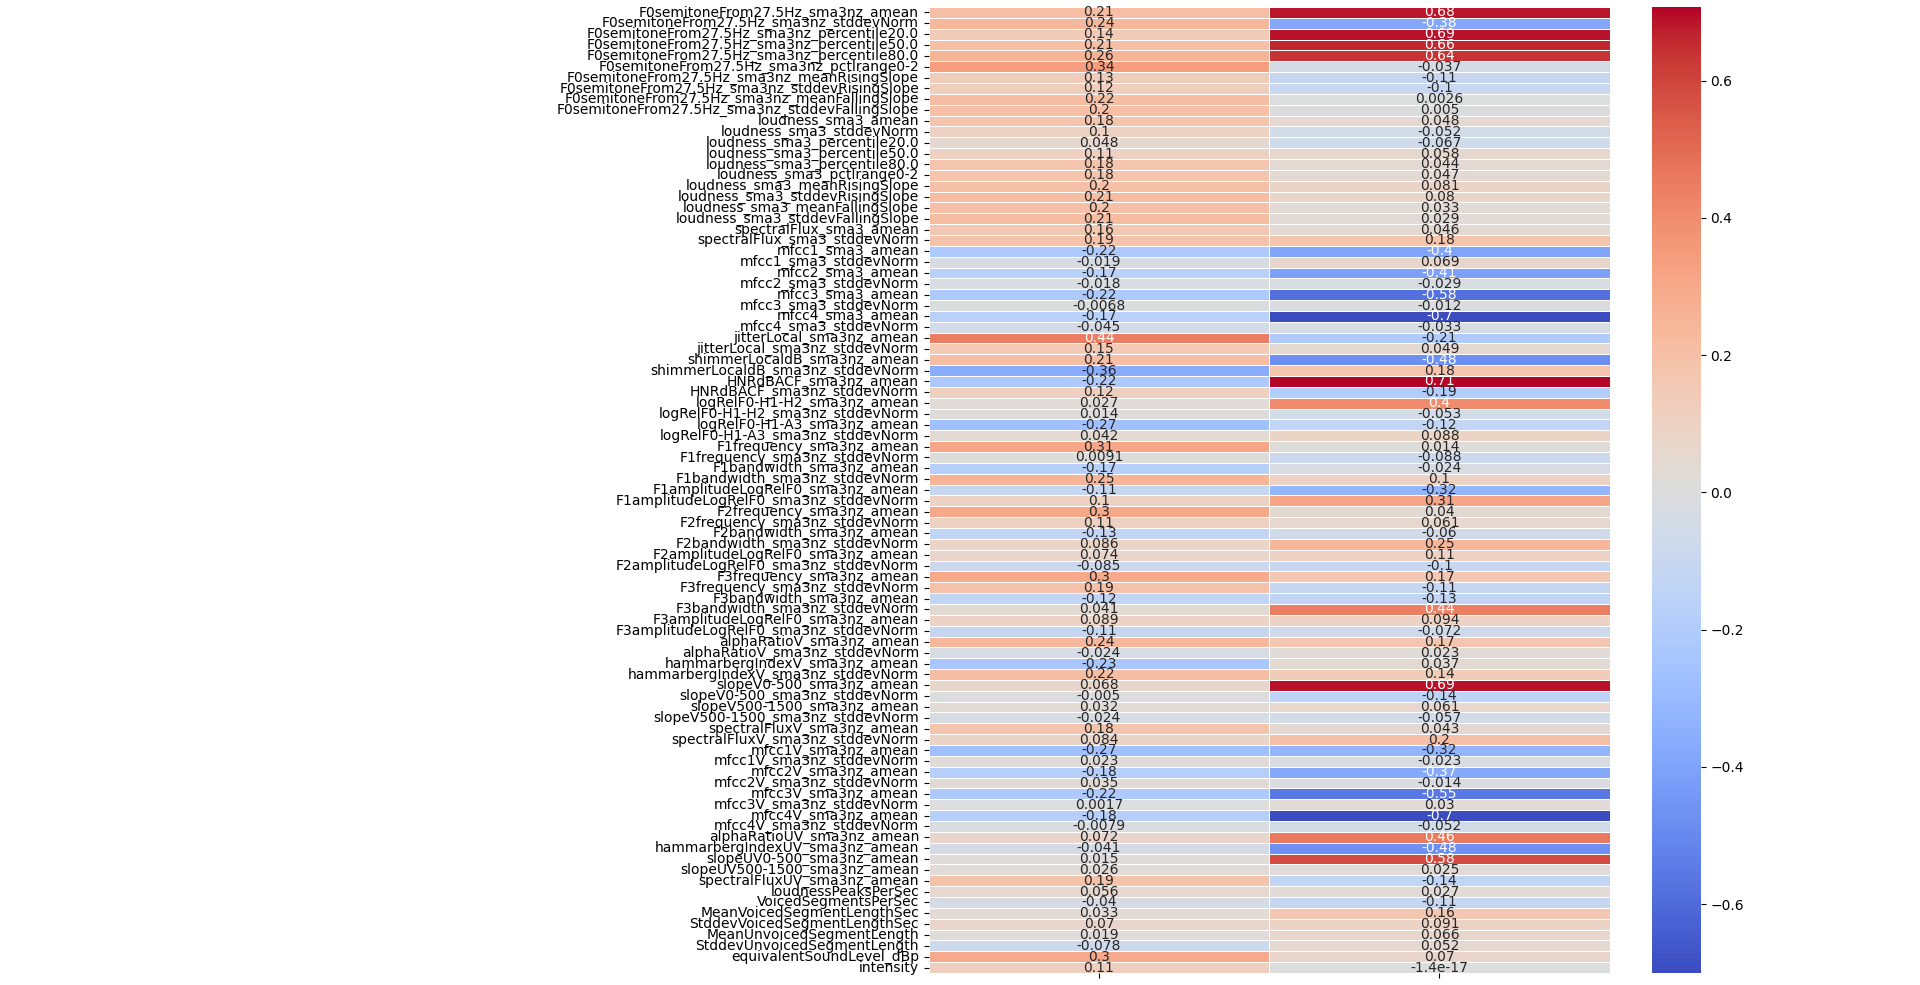 F0semitoneFrom27.5Hz_sma3nz_amean 0.21 0.68
F0semitoneFrom27.5Hz_sma3nz_stddevNorm 0.24 -0.38
F0semitoneFrom27.5Hz_sma3nz_percentile20.0 0.14 0.69
F0semitoneFrom27.5Hz_sma3nz_percentile50.0 0.21 0.66
F0semitoneFrom27.5Hz_sma3nz_percentile80.0 0.26 0.64
F0semitoneFrom27.5Hz_sma3nz_pctlrange0-2 0.34 -0.037
F0semitoneFrom27.5Hz_sma3nz_meanRisingSlope 0.13 -0.11
F0semitoneFrom27.5Hz_sma3nz_stddevRisingSlope 0.12 -0.1
F0semitoneFrom27.5Hz_sma3nz_meanFallingSlope 0.22 0.0026
F0semitoneFrom27.5Hz_sma3nz_stddevFallingSlope 0.2 0.005
loudness_sma3_amean 0.18 0.048
loudness_sma3_stddevNorm 0.1 -0.052
loudness_sma3_percentile20.0 0.048 -0.067
loudness_sma3_percentile50.0 0.11 0.058
loudness_sma3_percentile80.0 0.18 0.044
loudness_sma3_pctlrange0-2 0.18 0.047
loudness_sma3_meanRisingSlope 0.2 0.081
loudness_sma3_stddevRisingSlope 0.21 0.08
loudness_sma3_meanFallingSlope 0.2 0.033
loudness_sma3_stddevFallingSlope 0.21 0.029
spectralFlux_sma3_amean 0.16 0.046
spectralFlux_sma3_stddevNorm 0.19 0.18
mfcc1_sma3_amean -0.22 -0.4
mfcc1_sma3_stddevNorm -0.019 0.069
mfcc2_sma3_amean -0.17 -0.41
mfcc2_sma3_stddevNorm -0.018 -0.029
mfcc3_sma3_amean -0.22 -0.58
mfcc3_sma3_stddevNorm -0.0068 -0.012
mfcc4_sma3_amean -0.17 -0.7
mfcc4_sma3_stddevNorm -0.045 -0.033
jitterLocal_sma3nz_amean 0.44 -0.21
jitterLocal_sma3nz_stddevNorm 0.15 0.049
shimmerLocaldB_sma3nz_amean 0.21 -0.48
shimmerLocaldB_sma3nz_stddevNorm -0.36 0.18
HNRdBACF_sma3nz_amean -0.22 0.71
HNRdBACF_sma3nz_stddevNorm 0.12 -0.19
logRelF0-H1-H2_sma3nz_amean 0.027 0.4
logRelF0-H1-H2_sma3nz_stddevNorm 0.014 -0.053
logRelF0-H1-A3_sma3nz_amean -0.27 -0.12
logRelF0-H1-A3_sma3nz_stddevNorm 0.042 0.088
F1frequency_sma3nz_amean 0.31 0.014
F1frequency_sma3nz_stddevNorm 0.0091 -0.088
F1bandwidth_sma3nz_amean -0.17 -0.024
F1bandwidth_sma3nz_stddevNorm 0.25 0.1
F1amplitudeLogRelF0_sma3nz_amean -0.11 -0.32
F1amplitudeLogRelF0_sma3nz_stddevNorm 0.1 0.31
F2frequency_sma3nz_amean 0.3 0.04
F2frequency_sma3nz_stddevNorm 0.11 0.061
F2bandwidth_sma3nz_amean -0.13 -0.06
F2bandwidth_sma3nz_stddevNorm 0.086 0.25
F2amplitudeLogRelF0_sma3nz_amean 0.074 0.11
F2amplitudeLogRelF0_sma3nz_stddevNorm -0.085 -0.1
F3frequency_sma3nz_amean 0.3 0.17
F3frequency_sma3nz_stddevNorm 0.19 -0.11
F3bandwidth_sma3nz_amean -0.12 -0.13
F3bandwidth_sma3nz_stddevNorm 0.041 0.44
F3amplitudeLogRelF0_sma3nz_amean 0.089 0.094
F3amplitudeLogRelF0_sma3nz_stddevNorm -0.11 -0.072
alphaRatioV_sma3nz_amean 0.24 0.17
alphaRatioV_sma3nz_stddevNorm -0.024 0.023
hammarbergIndexV_sma3nz_amean -0.23 0.037
hammarbergIndexV_sma3nz_stddevNorm 0.22 0.14
slopeV0-500_sma3nz_amean 0.068 0.69
slopeV0-500_sma3nz_stddevNorm -0.005 -0.14
slopeV500-1500_sma3nz_amean 0.032 0.061
slopeV500-1500_sma3nz_stddevNorm -0.024 -0.057
spectralFluxV_sma3nz_amean 0.18 0.043
spectralFluxV_sma3nz_stddevNorm 0.084 0.2
mfcc1V_sma3nz_amean -0.27 -0.32
mfcc1V_sma3nz_stddevNorm 0.023 -0.023
mfcc2V_sma3nz_amean -0.18 -0.37
mfcc2V_sma3nz_stddevNorm 0.035 -0.014
mfcc3V_sma3nz_amean -0.22 -0.55
mfcc3V_sma3nz_stddevNorm 0.0017 0.03
mfcc4V_sma3nz_amean -0.18 -0.7
mfcc4V_sma3nz_stddevNorm -0.0079 -0.052
alphaRatioUV_sma3nz_amean 0.072 0.46
hammarbergIndexUV_sma3nz_amean -0.041 -0.48
slopeUV0-500_sma3nz_amean 0.015 0.58
slopeUV500-1500_sma3nz_amean 0.026 0.025
spectralFluxUV_sma3nz_amean 0.19 -0.14
loudnessPeaksPerSec 0.056 0.027
VoicedSegmentsPerSec -0.04 -0.11
MeanVoicedSegmentLengthSec 0.033 0.16
StddevVoicedSegmentLengthSec 0.07 0.091
MeanUnvoicedSegmentLength 0.019 0.066
StddevUnvoicedSegmentLength -0.078 0.052
equivalentSoundLevel_dBp 0.3 0.07
intensity 0.11 -1.4e-17
0.6
0.4
0.2
0.0
−0.2
−0.4
−0.6